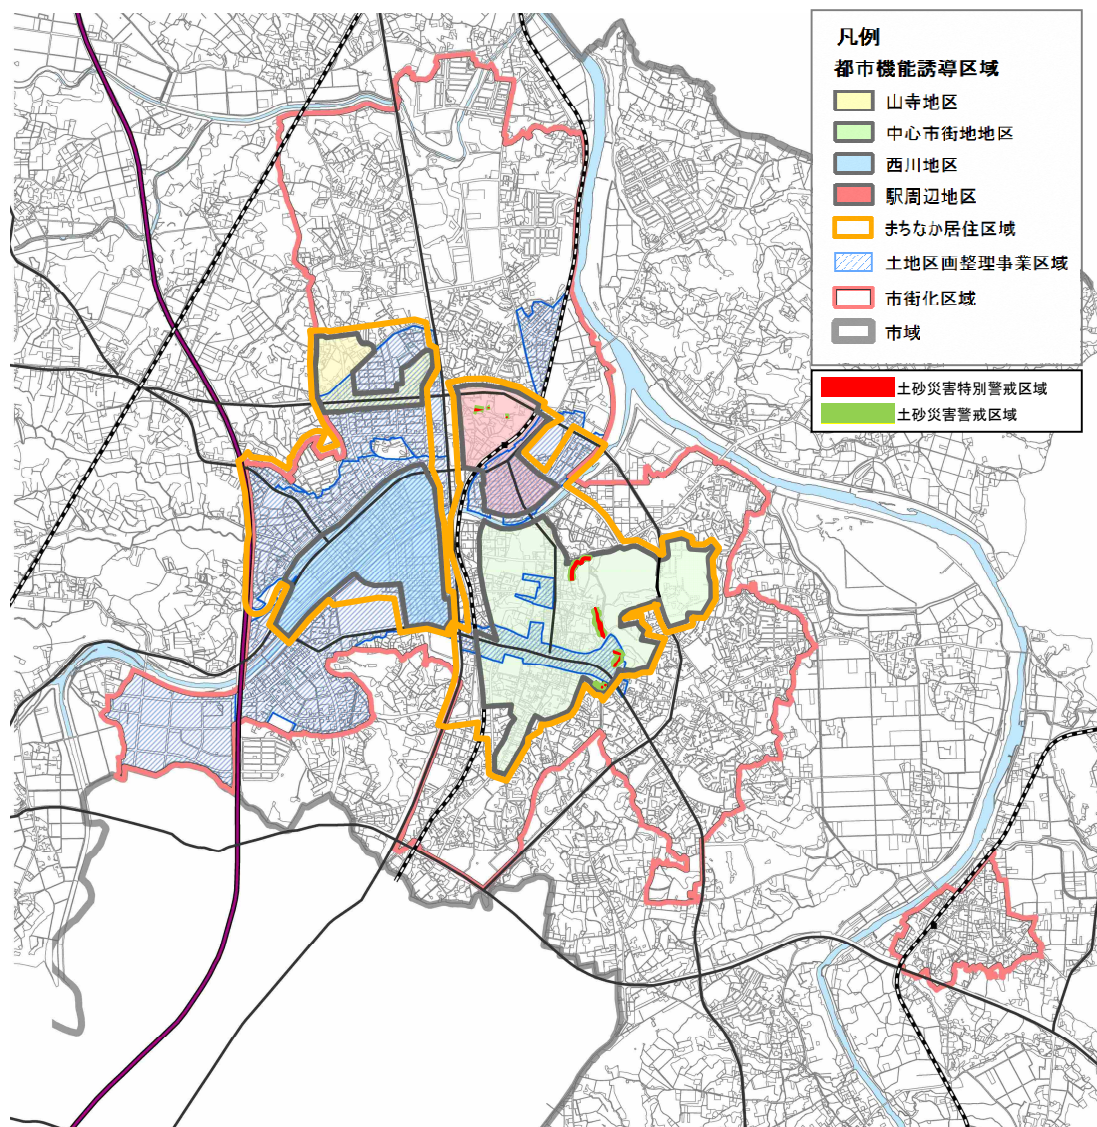 凡例
都市機能誘導区域
山寺地区
中心市街地地区
西川地区
駅周辺地区
まちなか居住区域
土地区画整理事業区域
市街化区域
市域
土砂災害特別警戒区域
土砂災害警戒区域